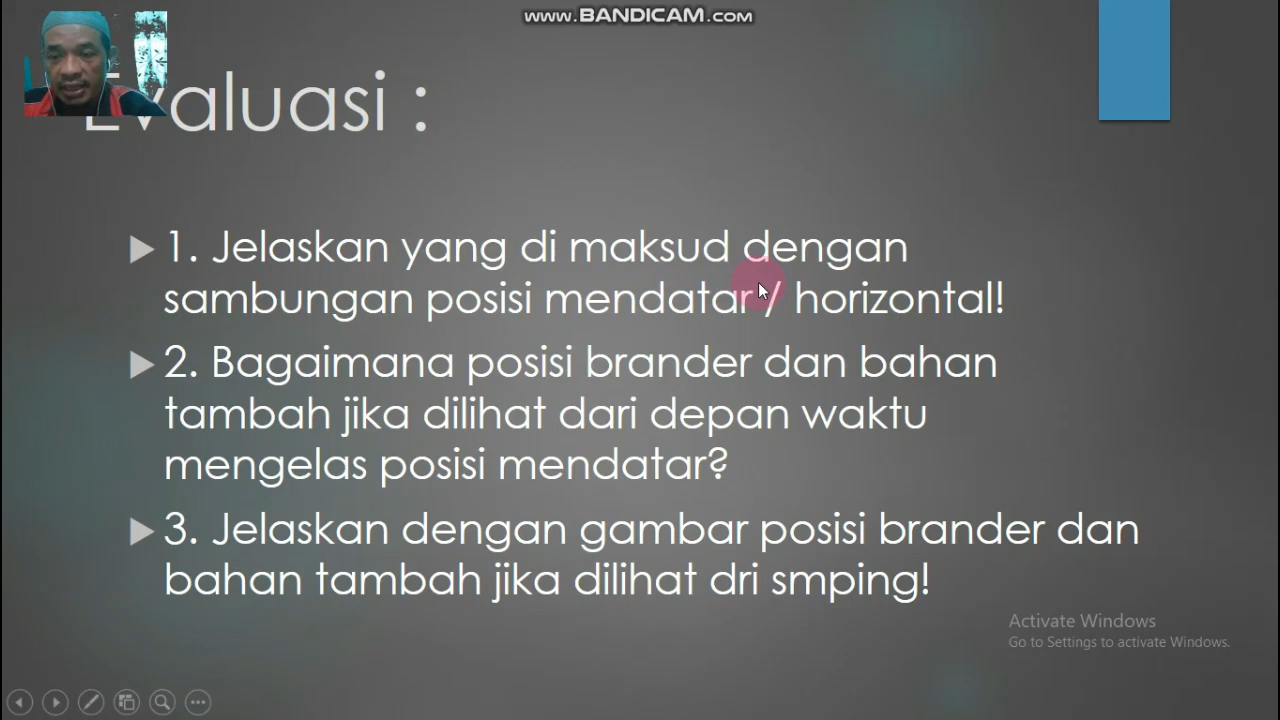 www.BANDICAM.com
Evaluasi :
1. Jelaskan yang di maksud dengan
sambungan posisi mendatar / horizontal!
2. Bagaimana posisi brander dan bahan
tambah jika dilihat dari depan waktu
mengelas posisi mendatar?
3. Jelaskan dengan gambar posisi brander dan
bahan tambah jika dilihat dri smping!
Activate Windows
Go to Settings to activate Windows.